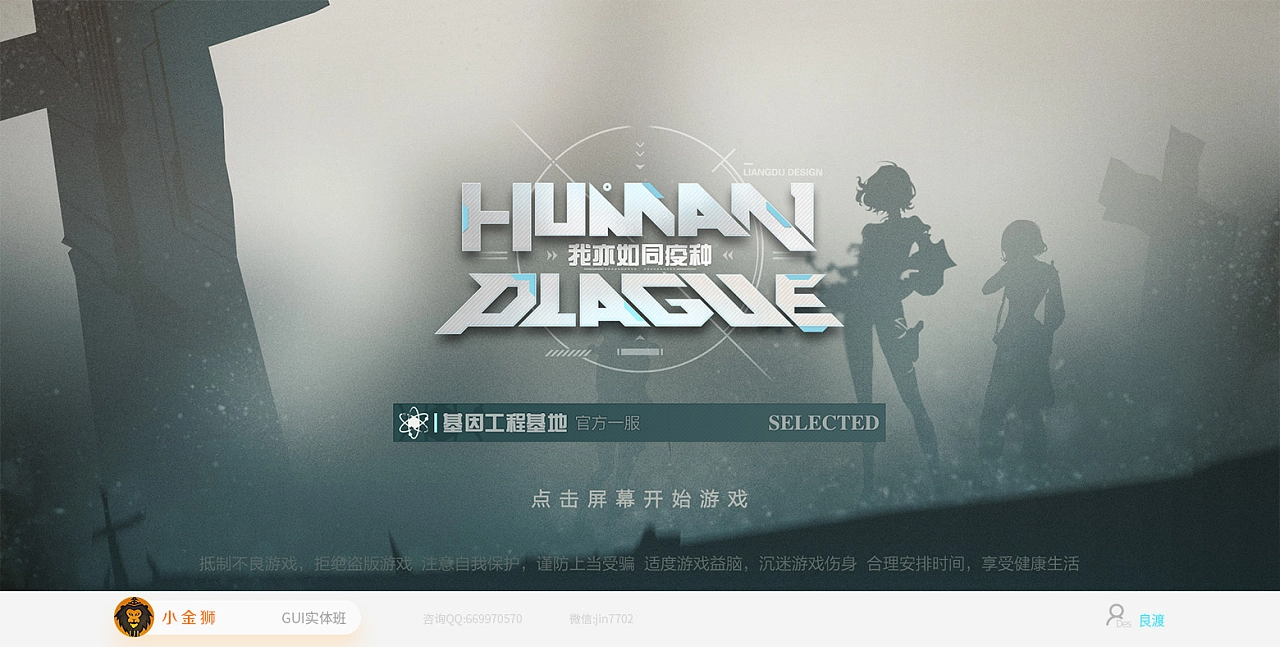 LIANGDU DESIGN
HUMAN
我亦如同疫种
PLAGUE
基因工程基地 官方一服 SELECTED
点击屏幕开始游戏
抵制不良游戏，拒绝盗版游戏 注意自我保护，谨防上当受骗 适度游戏益脑，沉迷游戏伤身 合理安排时间，享受健康生活
小金狮 GUI实体班 咨询QQ:669970570 微信:jin7702 Des 良渡